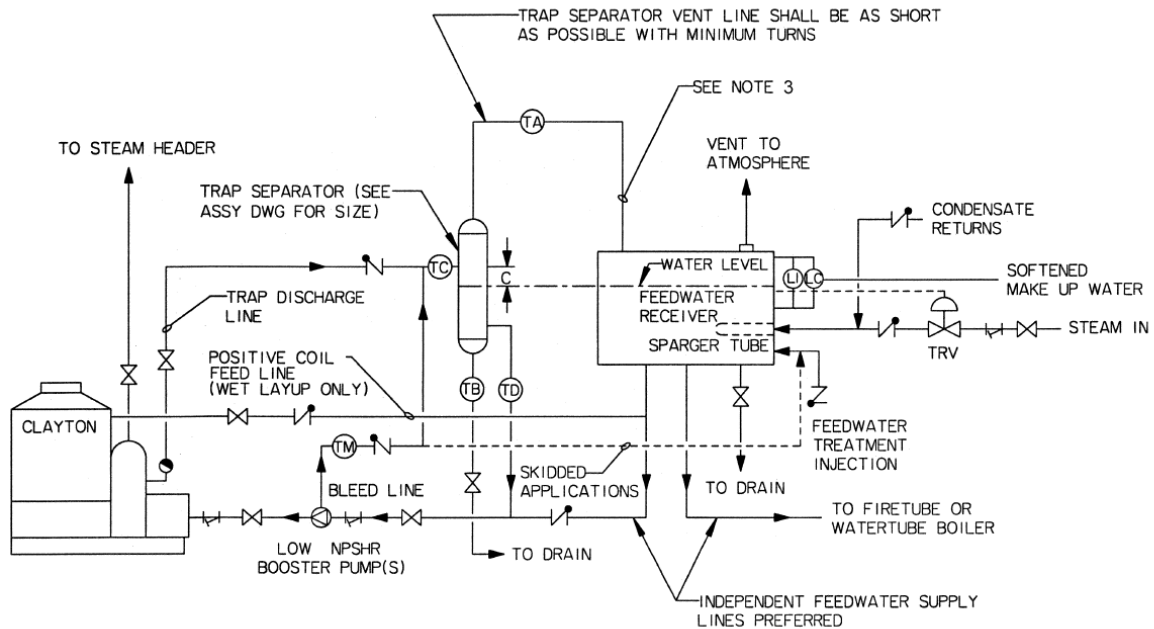 TRAP SEPARATOR VENT LINE SHALL BE AS SHORT
AS POSSIBLE WITH MINIMUM TURNS
SEE NOTE 3
TA
TO STEAM HEADER
VENT TO
ATMOSPHERE
TRAP SEPARATOR (SEE
ASSY DWG FOR SIZE)
CONDENSATE
RETURNS
TC
C
WATER LEVEL
LI
LC
SOFTENED
MAKE UP WATER
FEEDWATER
RECEIVER
TRAP DISCHARGE
LINE
STEAM IN
SPARGER TUBE
TRV
POSITIVE COIL
FEED LINE
(WET LAYUP ONLY)
TB
TD
CLAYTON
TM
FEEDWATER
TREATMENT
INJECTION
SKIDDED
APPLICATIONS
BLEED LINE
TO DRAIN
TO FIRETUBE OR
WATERTUBE BOILER
LOW NPSHR
BOOSTER PUMP(S)
TO DRAIN
INDEPENDENT FEEDWATER SUPPLY
LINES PREFERRED